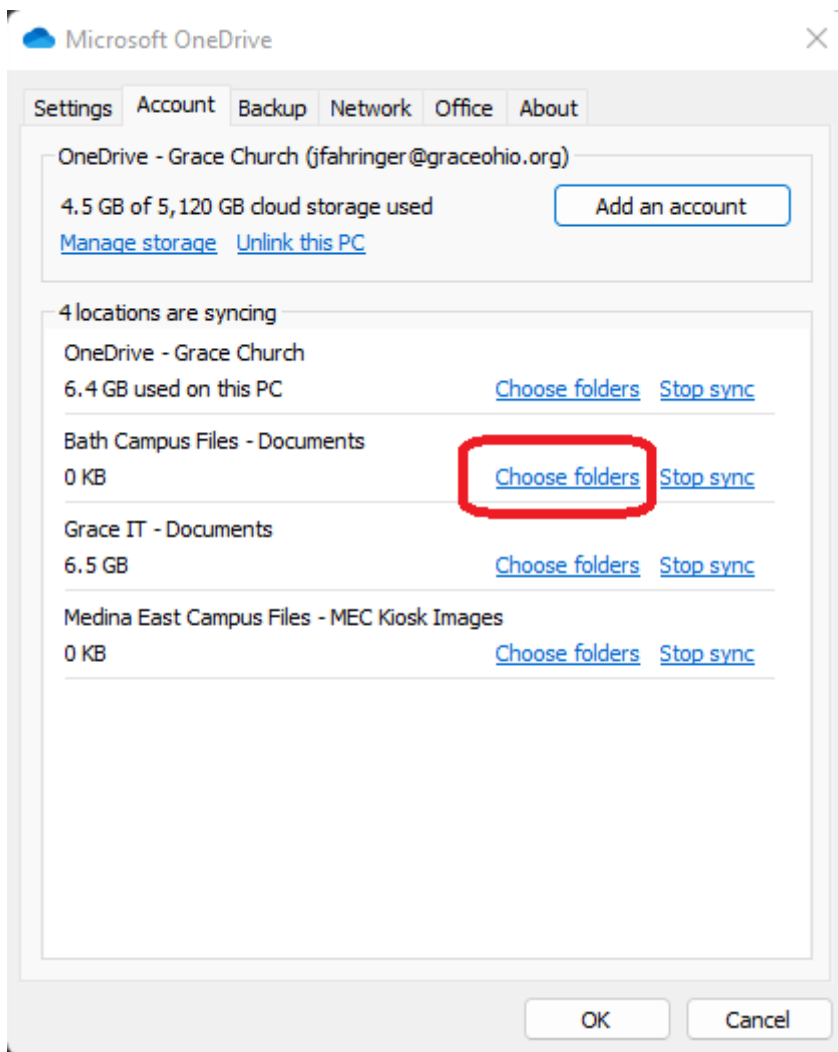 Microsoft OneDrive
Settings Account Backup Network Office About
OneDrive - Grace Church (jfahringer@graceohio.org)
4.5 GB of 5,120 GB cloud storage used Add an account
Manage storage Unlink this PC
4 locations are syncing
OneDrive - Grace Church
6.4 GB used on this PC Choose folders Stop sync
Bath Campus Files - Documents
0 KB Choose folders Stop sync
Grace IT - Documents
6.5 GB Choose folders Stop sync
Medina East Campus Files - MEC Kiosk Images
0 KB Choose folders Stop sync
OK Cancel